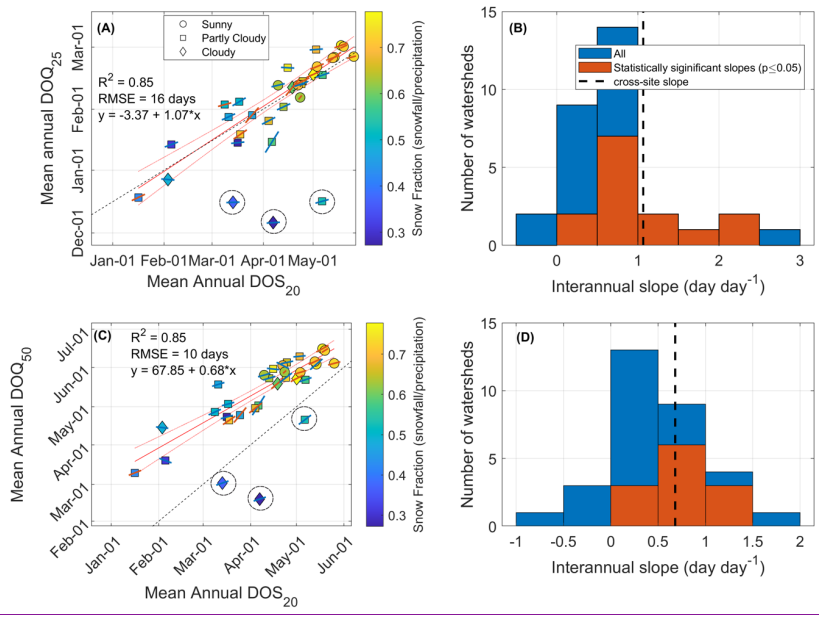 (A)
Sunny
Partly Cloudy
Cloudy
R2 = 0.85
RMSE = 16 days
y = -3.37 + 1.07*x
Mean annual DOQ25
Mar-01
Feb-01
Jan-01
Dec-01
Jan-01 Feb-01 Mar-01 Apr-01 May-01
Mean Annual DOS20
0.7
0.6
0.5
0.4
0.3
Snow Fraction (snowfall/precipitation)
(B)
All
Statistically siginificant slopes (p≤0.05)
cross-site slope
Number of watersheds
15
10
5
0
0 1 2 3
Interannual slope (day day-1)
(C)
R2 = 0.85
RMSE = 10 days
y = 67.85 + 0.68*x
Mean Annual DOQ50
Jul-01
Jun-01
May-01
Apr-01
Mar-01
Feb-01
Jan-01 Feb-01 Mar-01 Apr-01 May-01 Jun-01
Mean Annual DOS20
0.7
0.6
0.5
0.4
0.3
Snow Fraction (snowfall/precipitation)
(D)
Number of watersheds
15
10
5
0
-1 -0.5 0 0.5 1 1.5 2
Interannual slope (day day-1)